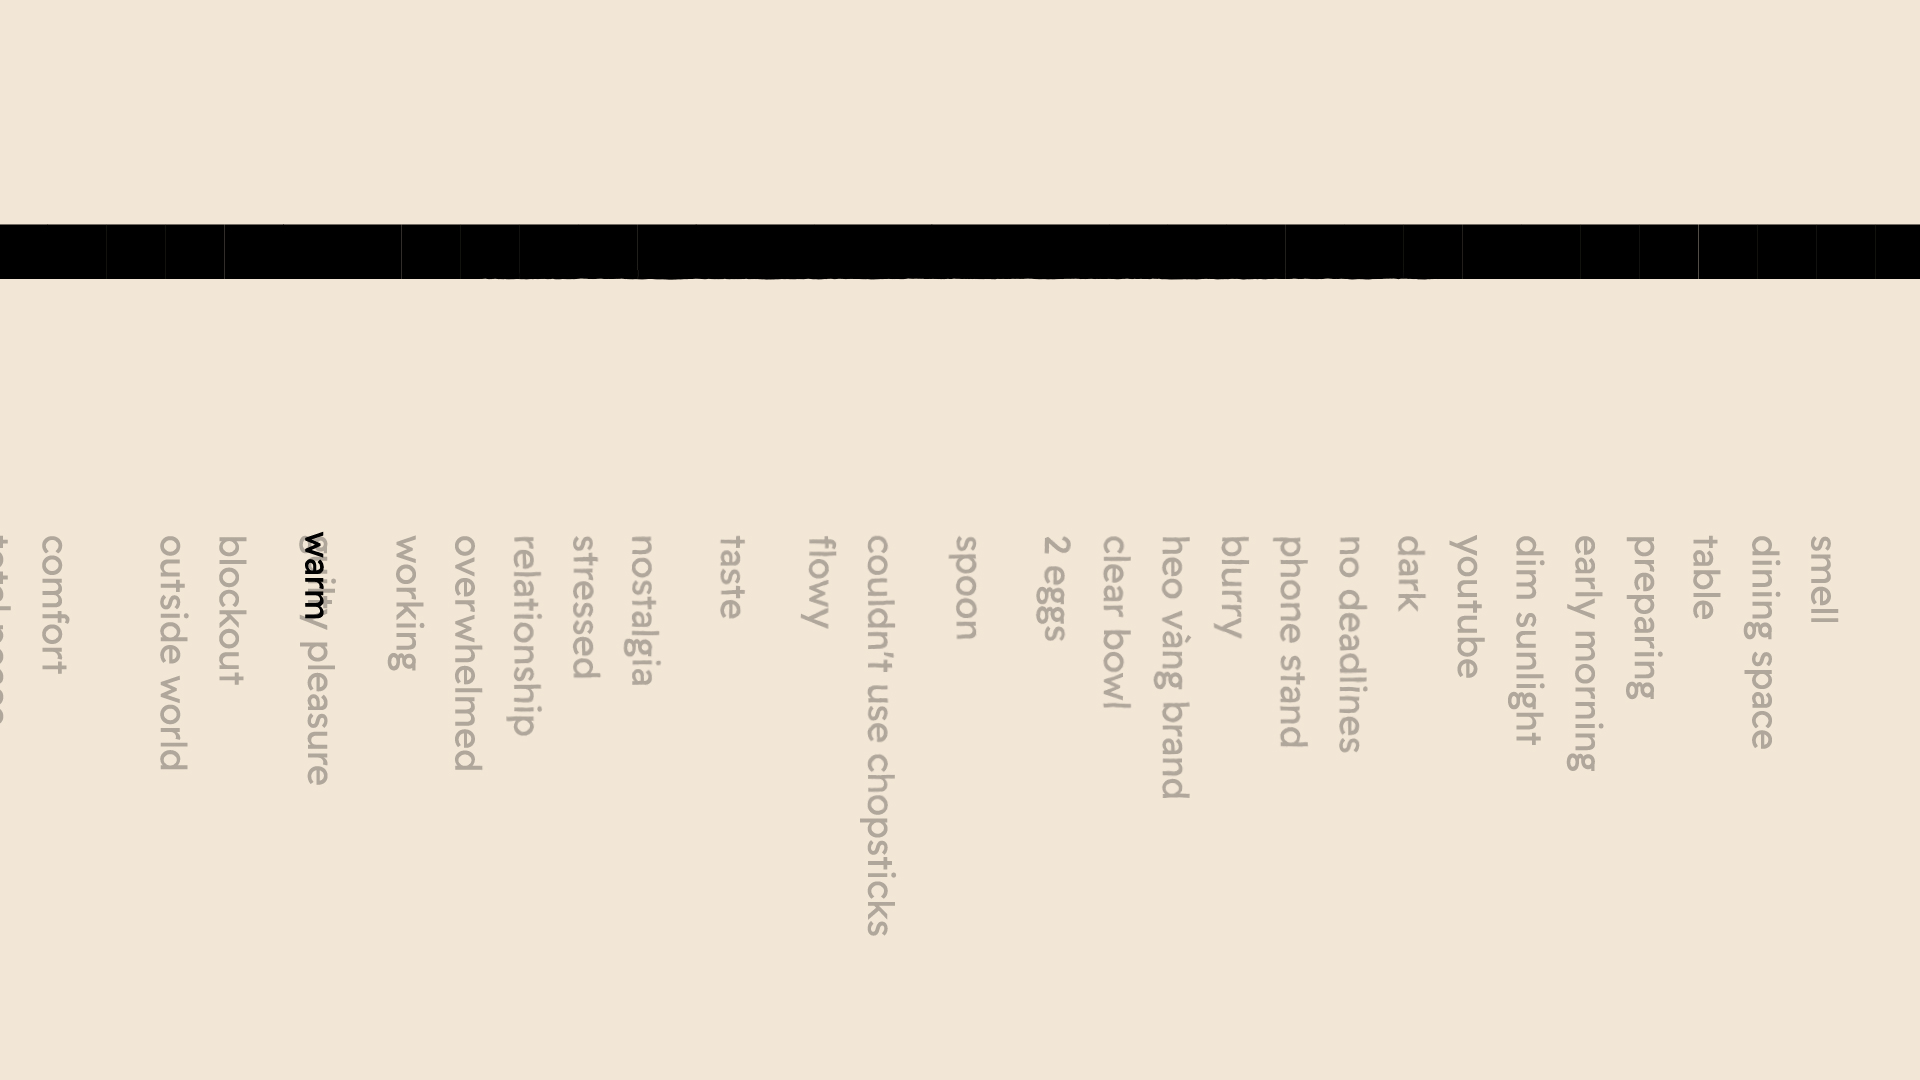 comfort
outside world
blockout
guilty pleasure
warm
working
overwhelmed
relationship
stressed
nostalgia
taste
flowy
couldn't use chopsticks
spoon
2 eggs
clear bowl
heo vàng brand
blurry
phone stand
no deadlines
dark
youtube
dim sunlight
early morning
preparing
table
dining space
smell